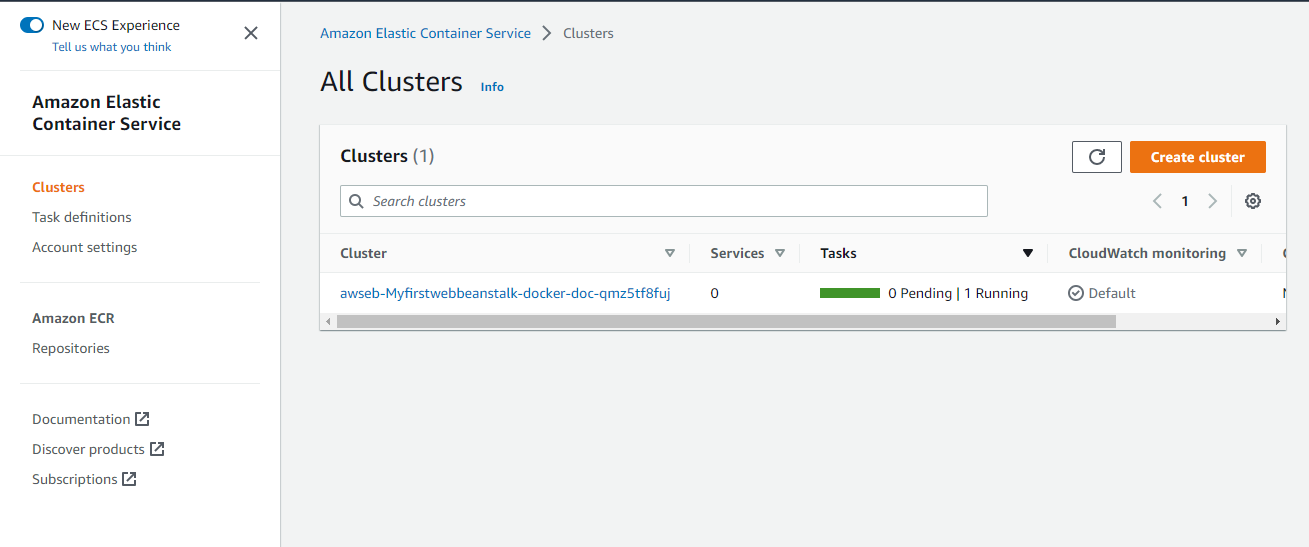 New ECS Experience
Tell us what you think
Amazon Elastic
Container Service
Clusters
Task definitions
Account settings
Amazon ECR
Repositories
Documentation
Discover products
Subscriptions
Amazon Elastic Container Service > Clusters
All Clusters Info
Clusters (1) Create cluster
Search clusters 1
Cluster Services Tasks CloudWatch monitoring
awseb-Myfirstwebbeanstalk-docker-doc-qmz5tf8fuj 0 0 Pending | 1 Running Default